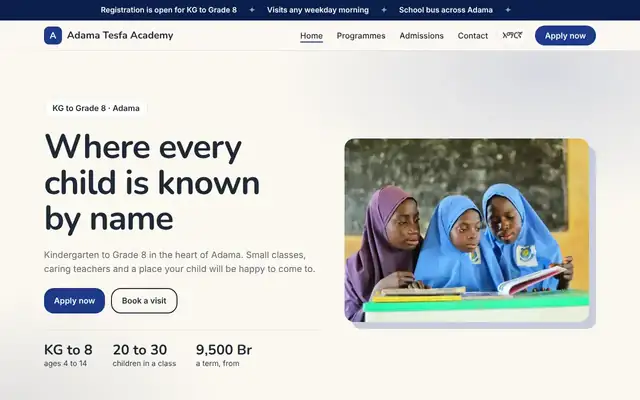 Registration is open for KG to Grade 8 ✦ Visits any weekday morning ✦ School bus across Adama ✦
A Adama Tesfa Academy Home Programmes Admissions Contact አማርኛ Apply now
KG to Grade 8 · Adama
Where every
child is known
by name
Kindergarten to Grade 8 in the heart of Adama. Small classes,
caring teachers and a place your child will be happy to come to.
Apply now Book a visit
KG to 8 20 to 30 9,500 Br
ages 4 to 14 children in a class a term, from